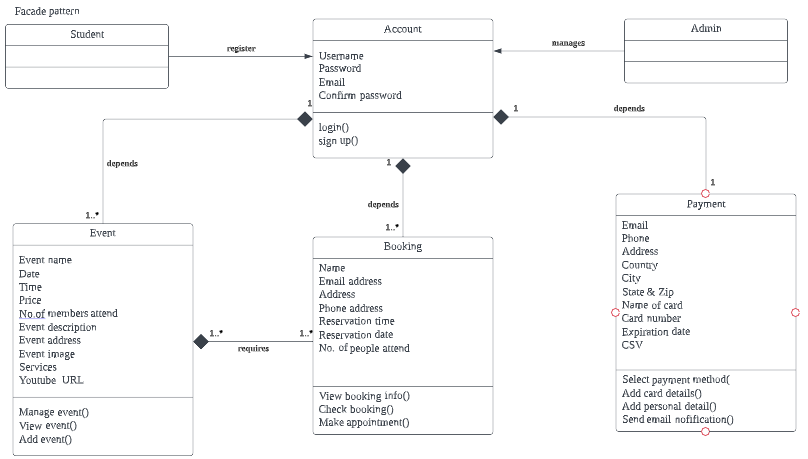 Facade pattern
Student
register
Account
Username
Password
Email
Confirm password
login()
sign up()
manages
Admin
1
depends
1..*
1
depends
1..*
1
depends
1
Event
Event name
Date
Time
Price
No.of members attend
Event description
Event address
Event image
Services
Youtube URL
Manage event()
View event()
Add event()
1..*
requires
1..*
Booking
Name
Email address
Address
Phone address
Reservation time
Reservation date
No. of people attend
View booking info()
Check booking()
Make appointment()
Payment
Email
Phone
Address
Country
City
State & Zip
Name of card
Card number
Expiration date
CSV
Select payment method(
Add card details()
Add personal detail()
Send email nofification()